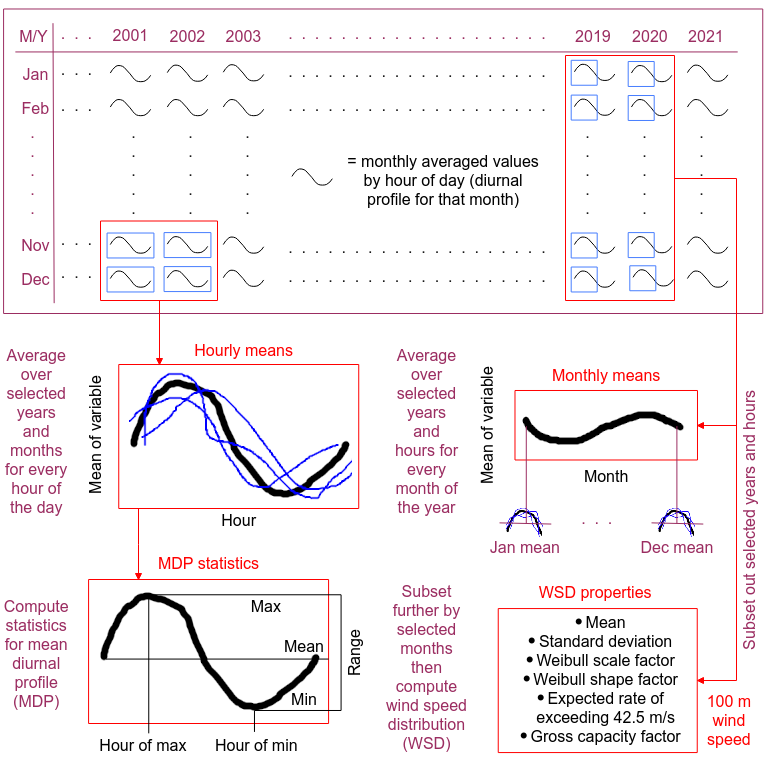 M/Y · · · 2001 2002 2003 · · · · · · · · · · · · · · 2019 2020 2021
Jan
Feb
= monthly averaged values
by hour of day (diurnal
profile for that month)
Nov
Dec
Average
over
selected
years
and
months
for every
hour of
the day
Hourly means
Mean of variable
Hour
Average
over
selected
years
and
hours for
every
month of
the year
Monthly means
Mean of variable
Month
Jan mean
· · ·
Dec mean
Subset out selected years and hours
Compute
statistics
for mean
diurnal
profile
(MDP)
MDP statistics
Max
Mean
Min
Range
Hour of max
Hour of min
Subset
further by
selected
months
then
compute
wind speed
distribution
(WSD)
WSD properties
• Mean
• Standard deviation
• Weibull scale factor
• Weibull shape factor
• Expected rate of
exceeding 42.5 m/s
• Gross capacity factor
100 m
wind
speed